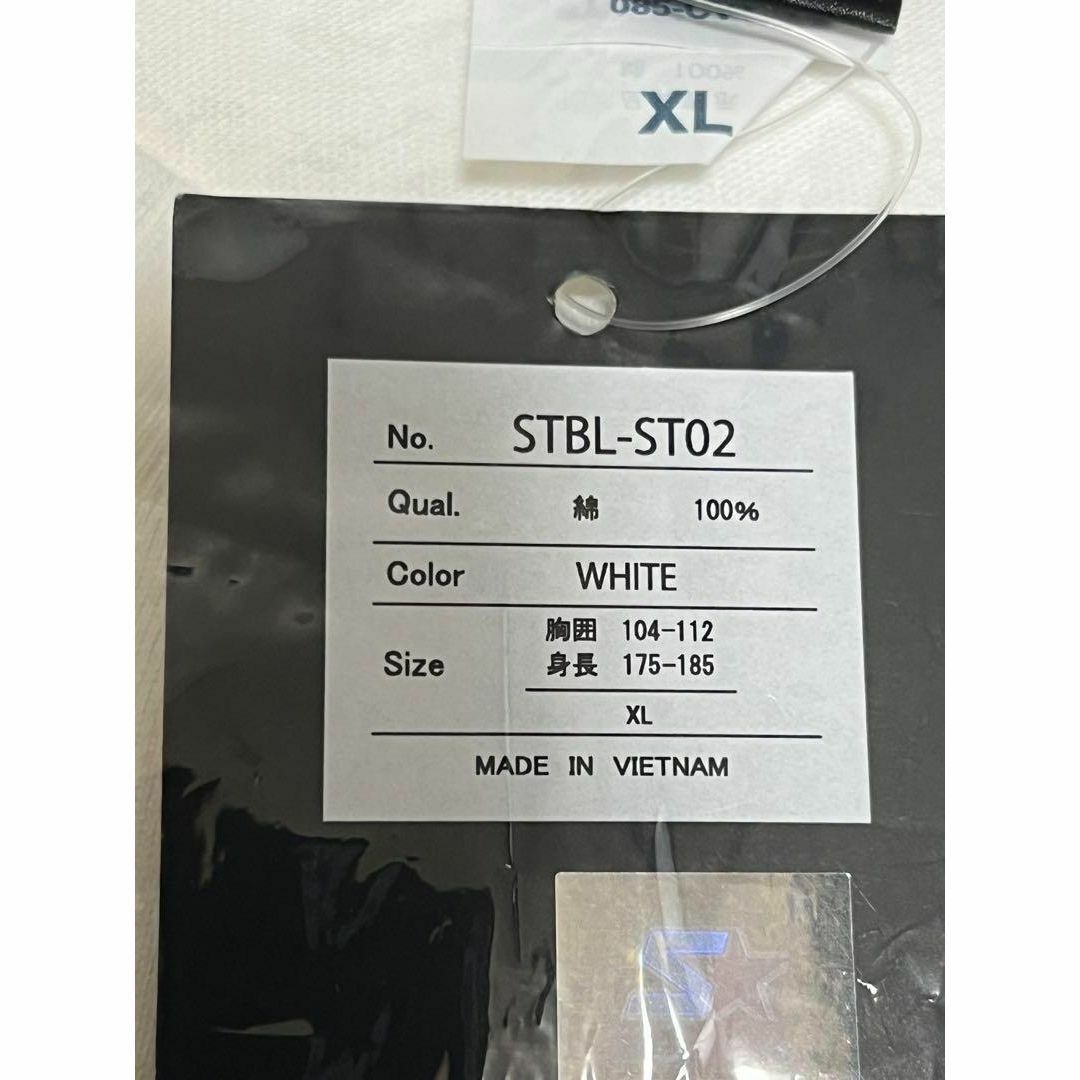 XL
No. STBL-ST02
Qual. 綿 100%
Color WHITE
Size
胸囲 104-112
身長 175-185
XL
MADE IN VIETNAM